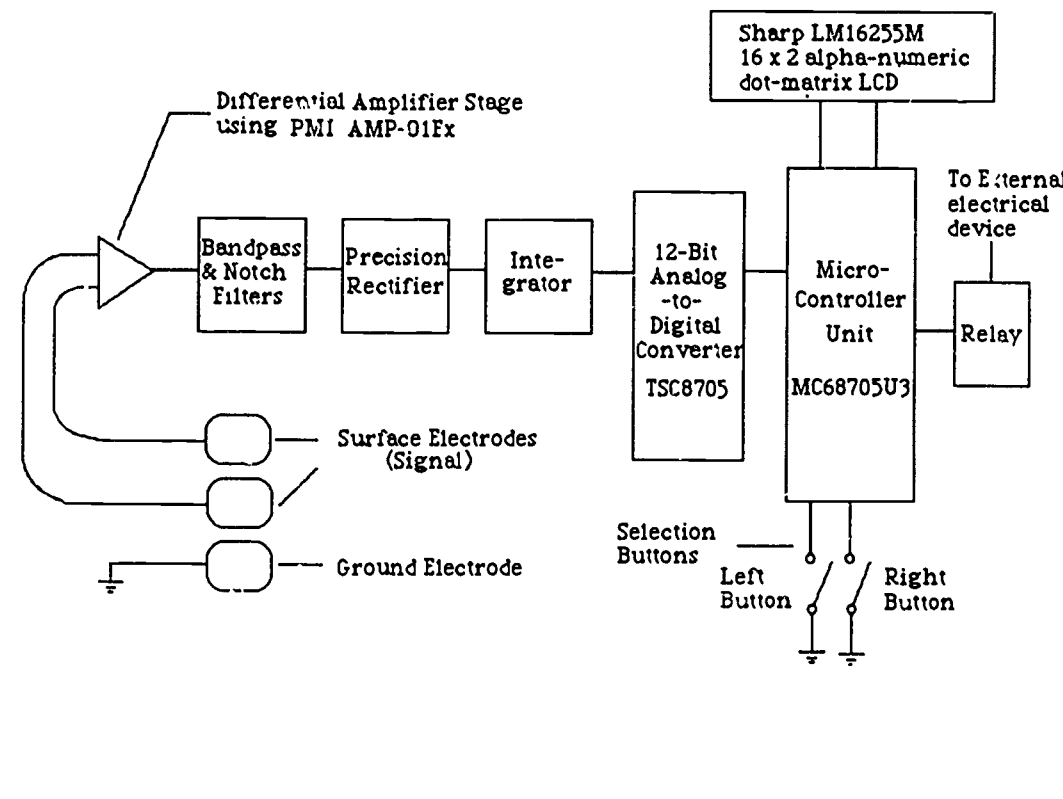 Sharp LM16255M
16 x 2 alpha-numeric
dot-matrix LCD
Differential Amplifier Stage
using PMI AMP-01Fx
To External
electrical
device
Bandpass
& Notch
Filters
Precision
Rectifier
Inte-
grator
12-Bit
Analog
-to-
Digital
Converter
TSC8705
Micro-
Controller
Unit
MC68705U3
Relay
Surface Electrodes
(Signal)
Ground Electrode
Selection
Buttons
Left
Button
Right
Button